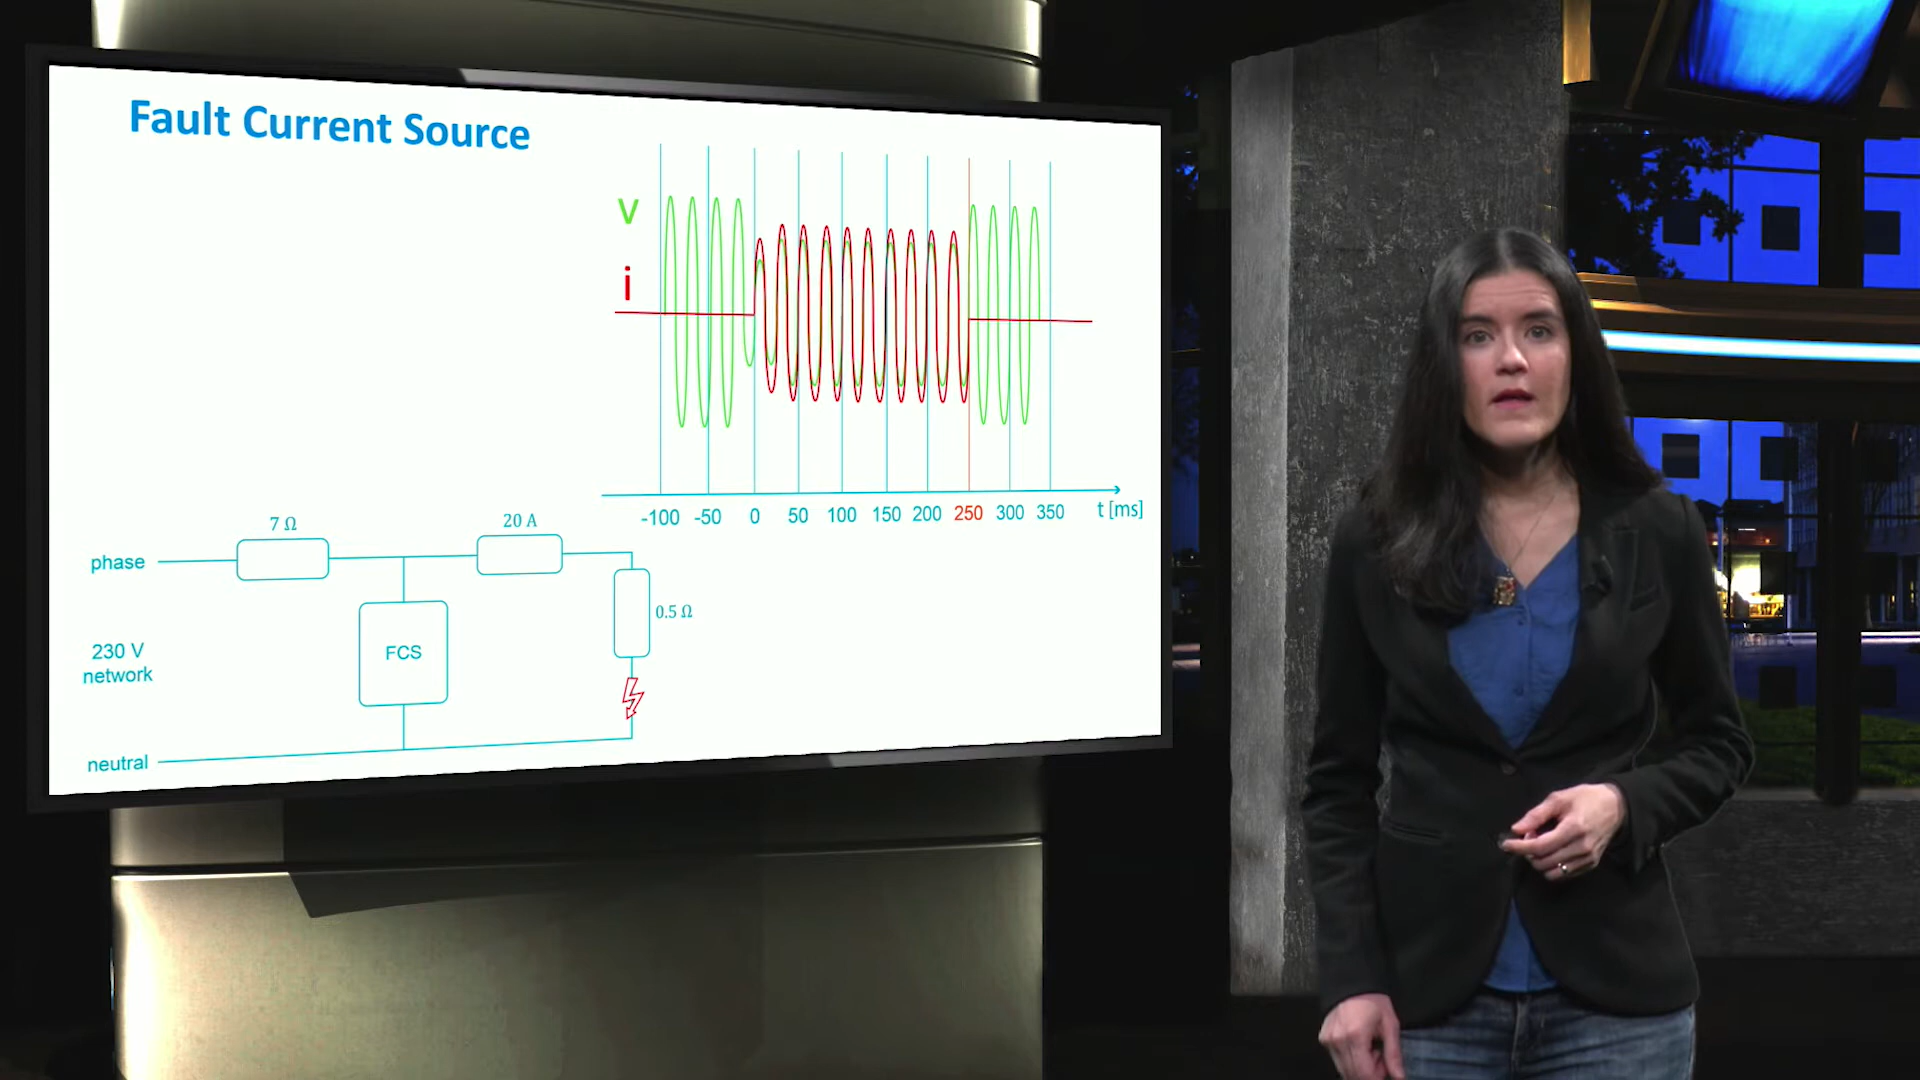 Fault Current Source
v
i
-100 -50 0 50 100 150 200 250 300 350 t [ms]
7 Ω
20 A
phase
0.5 Ω
FCS
230 V
network
neutral